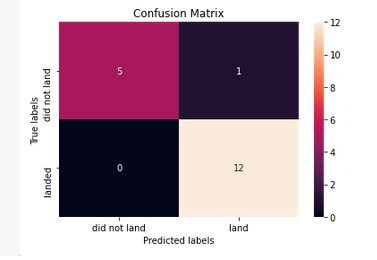 Confusion Matrix
True labels
did not land
landed
5
1
0
12
did not land
land
Predicted labels
12
10
8
6
4
2
0